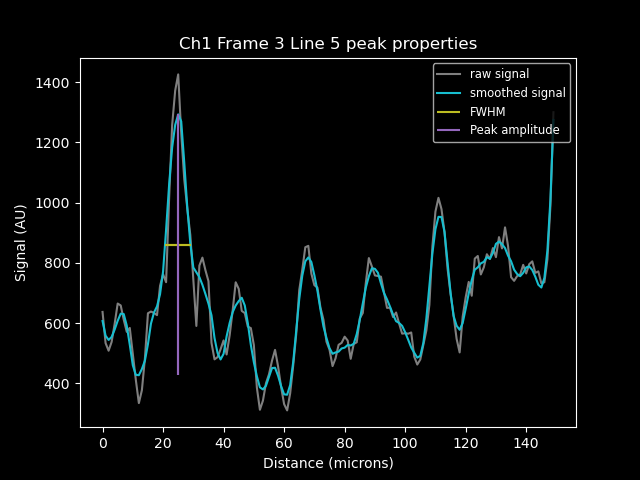 Ch1 Frame 3 Line 5 peak properties
raw signal
smoothed signal
FWHM
Peak amplitude
Signal (AU)
1400
1200
1000
800
600
400
0 20 40 60 80 100 120 140
Distance (microns)